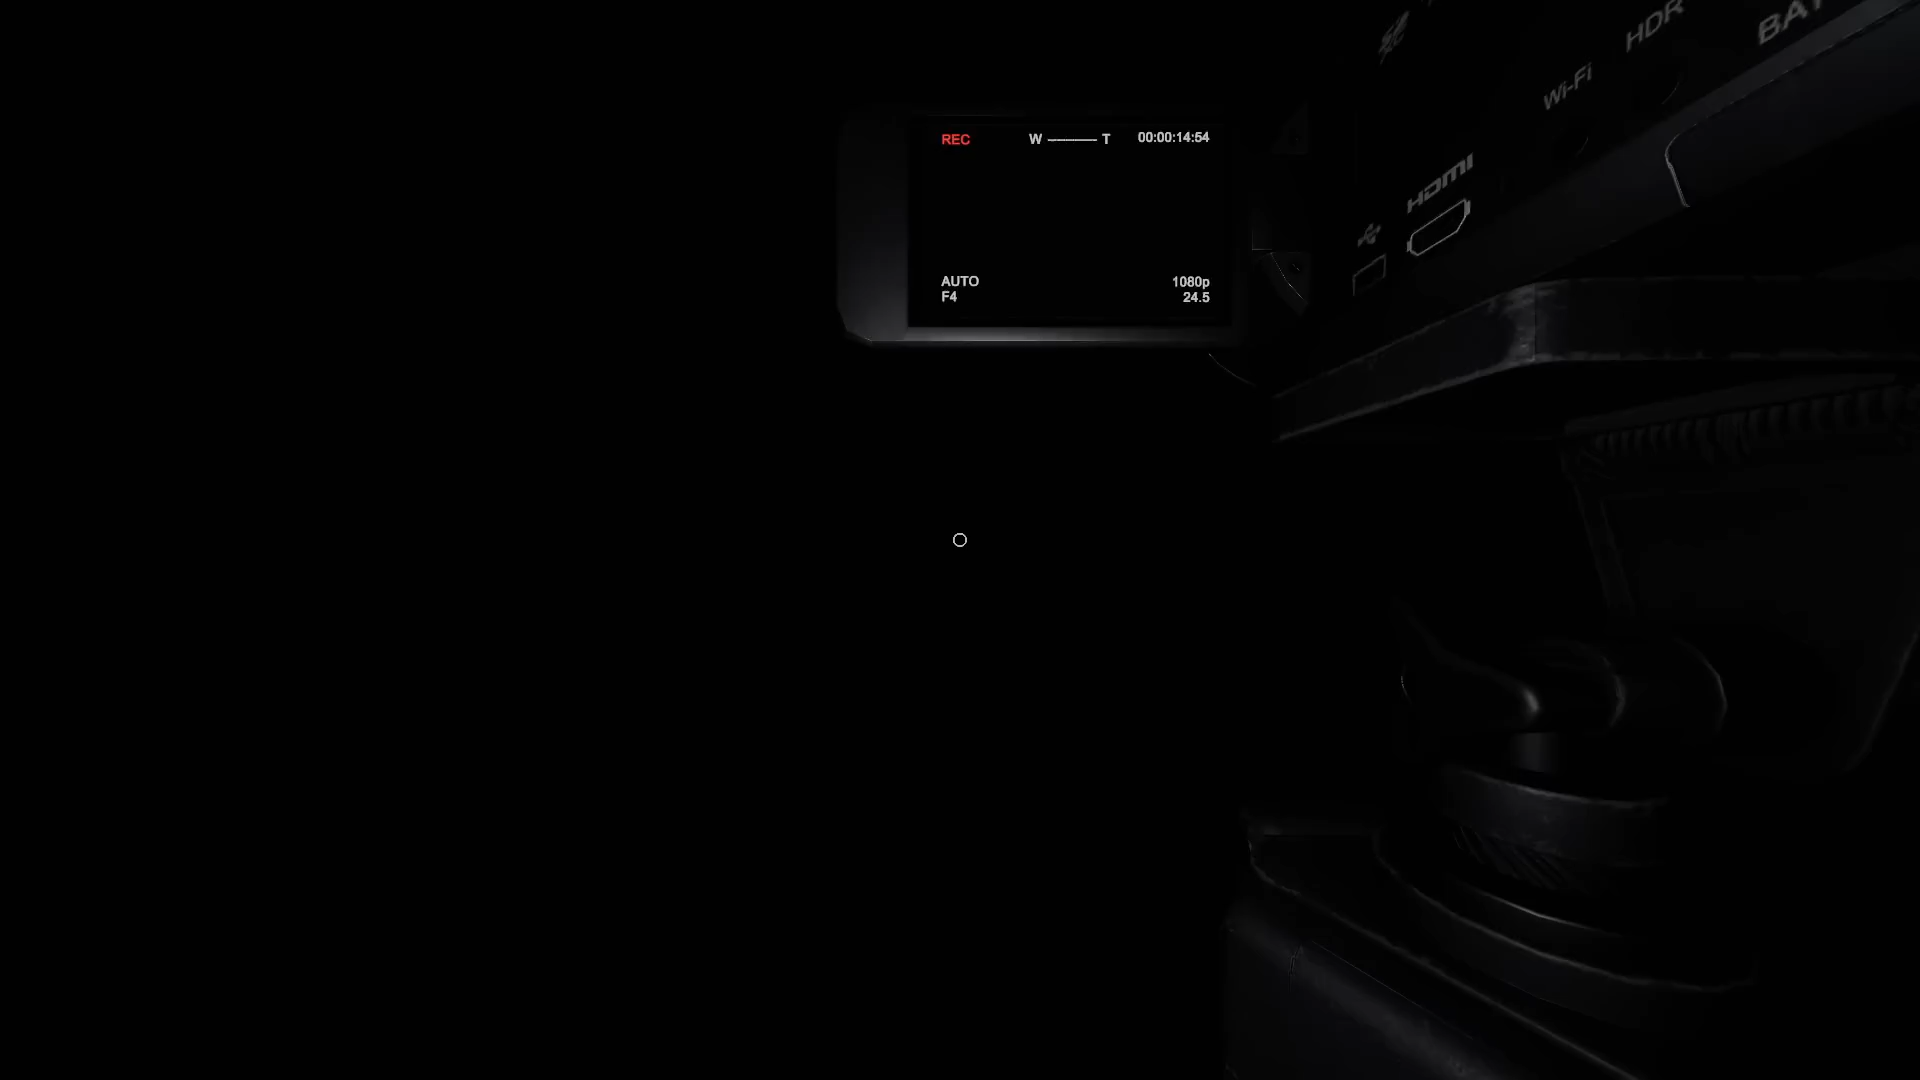 HDR
Wi-Fi
HDMI
REC
W T
00:00:14:54
AUTO
1080p
F4
24.5